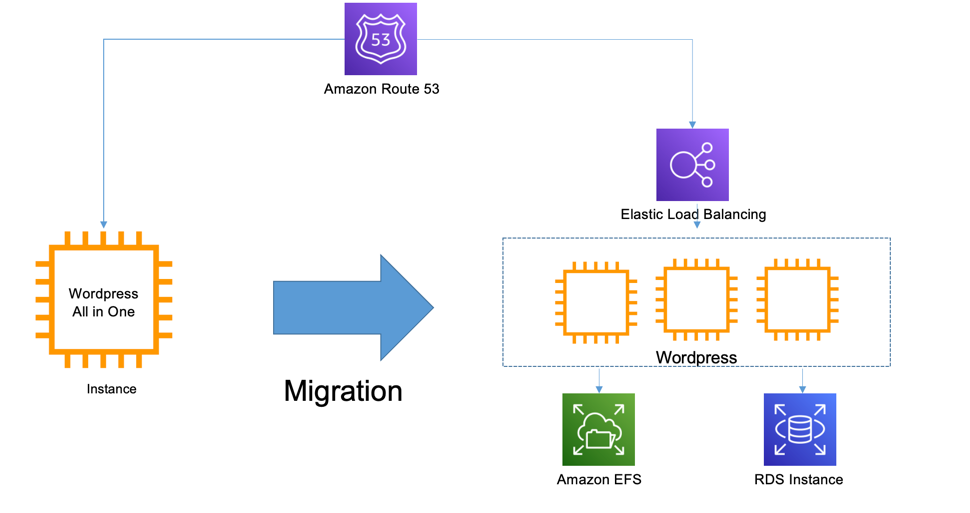 53
Amazon Route 53
Elastic Load Balancing
Wordpress
All in One
Instance
Migration
Wordpress
Amazon EFS
RDS Instance